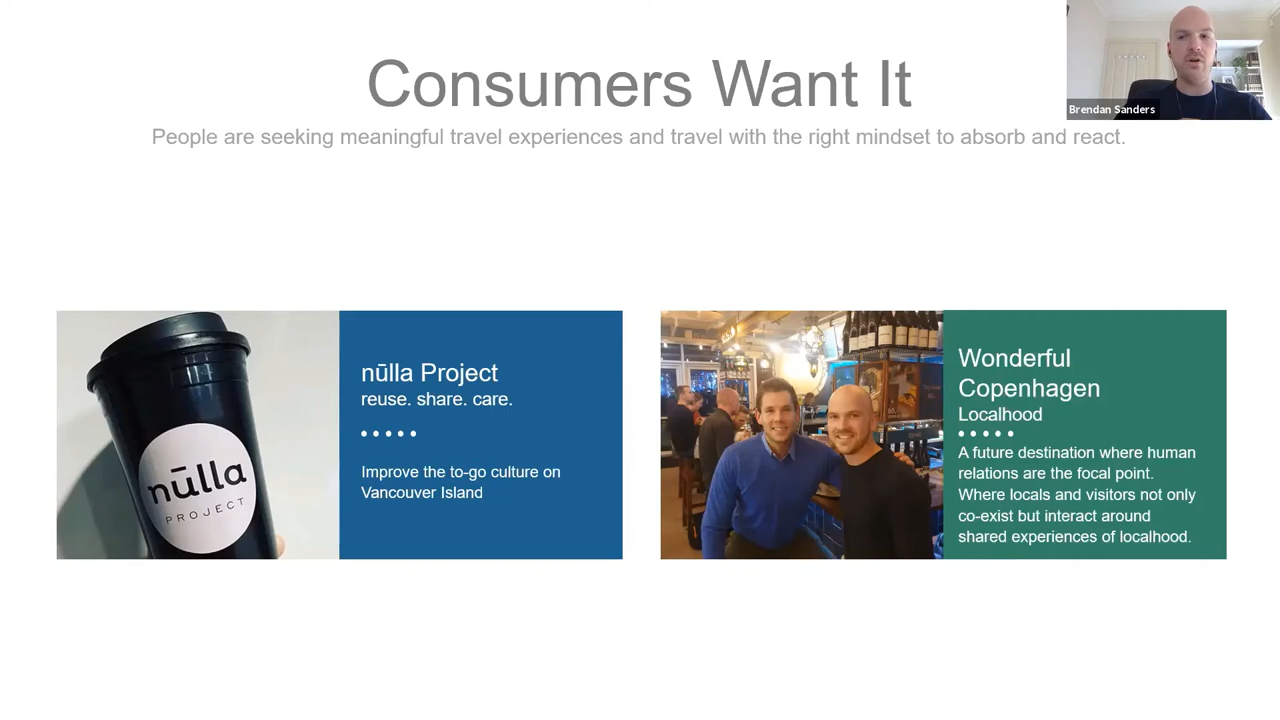 Consumers Want It
People are seeking meaningful travel experiences and travel with the right mindset to absorb and react.
Brendan Sanders
nūlla
PROJECT
nūlla Project
reuse. share. care.
Improve the to-go culture on
Vancouver Island
Wonderful
Copenhagen
Localhood
A future destination where human
relations are the focal point.
Where locals and visitors not only
co-exist but interact around
shared experiences of localhood.